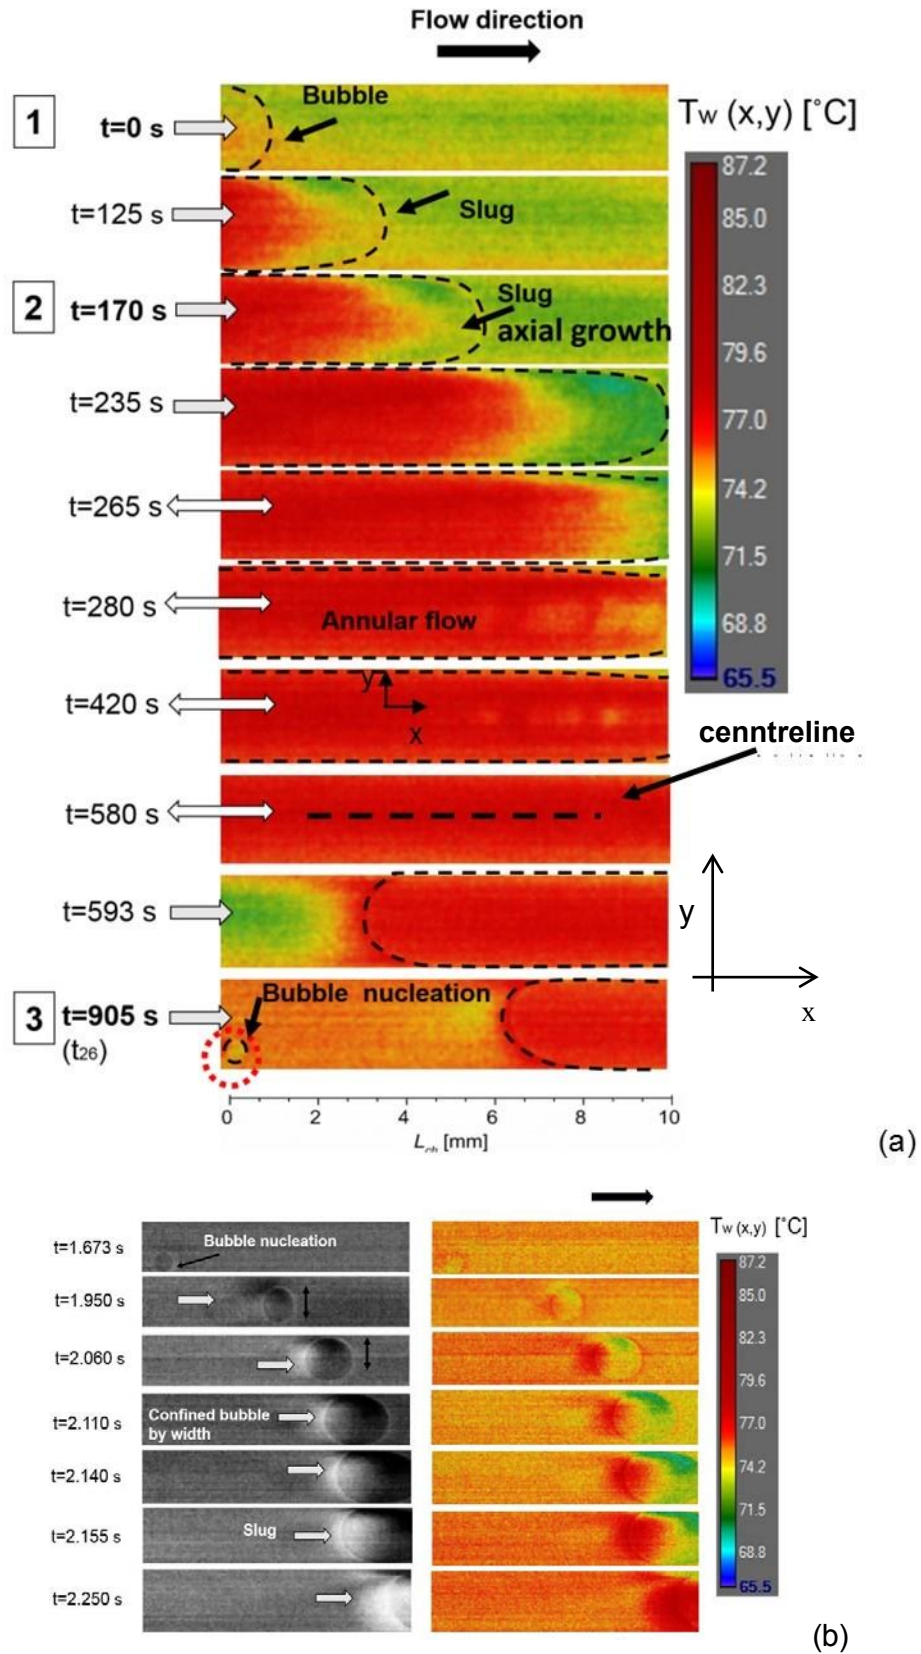 Flow direction
Tw (x,y) [˚C]
1
t=0 s
Bubble
87.2
85.0
82.3
79.6
77.0
74.2
71.5
68.8
65.5
t=125 s
Slug
2
t=170 s
Slug
axial growth
t=235 s
t=265 s
t=280 s
Annular flow
t=420 s
y
x
cenntreline
t=580 s
t=593 s
y
x
3
t=905 s
(t26)
Bubble nucleation
0 2 4 6 8 10
[mm]
(a)
Tw (x,y) [˚C]
t=1.673 s
Bubble nucleation
87.2
85.0
82.3
79.6
77.0
74.2
71.5
68.8
65.5
t=1.950 s
t=2.060 s
t=2.110 s
Confined bubble
by width
t=2.140 s
t=2.155 s
Slug
t=2.250 s
(b)